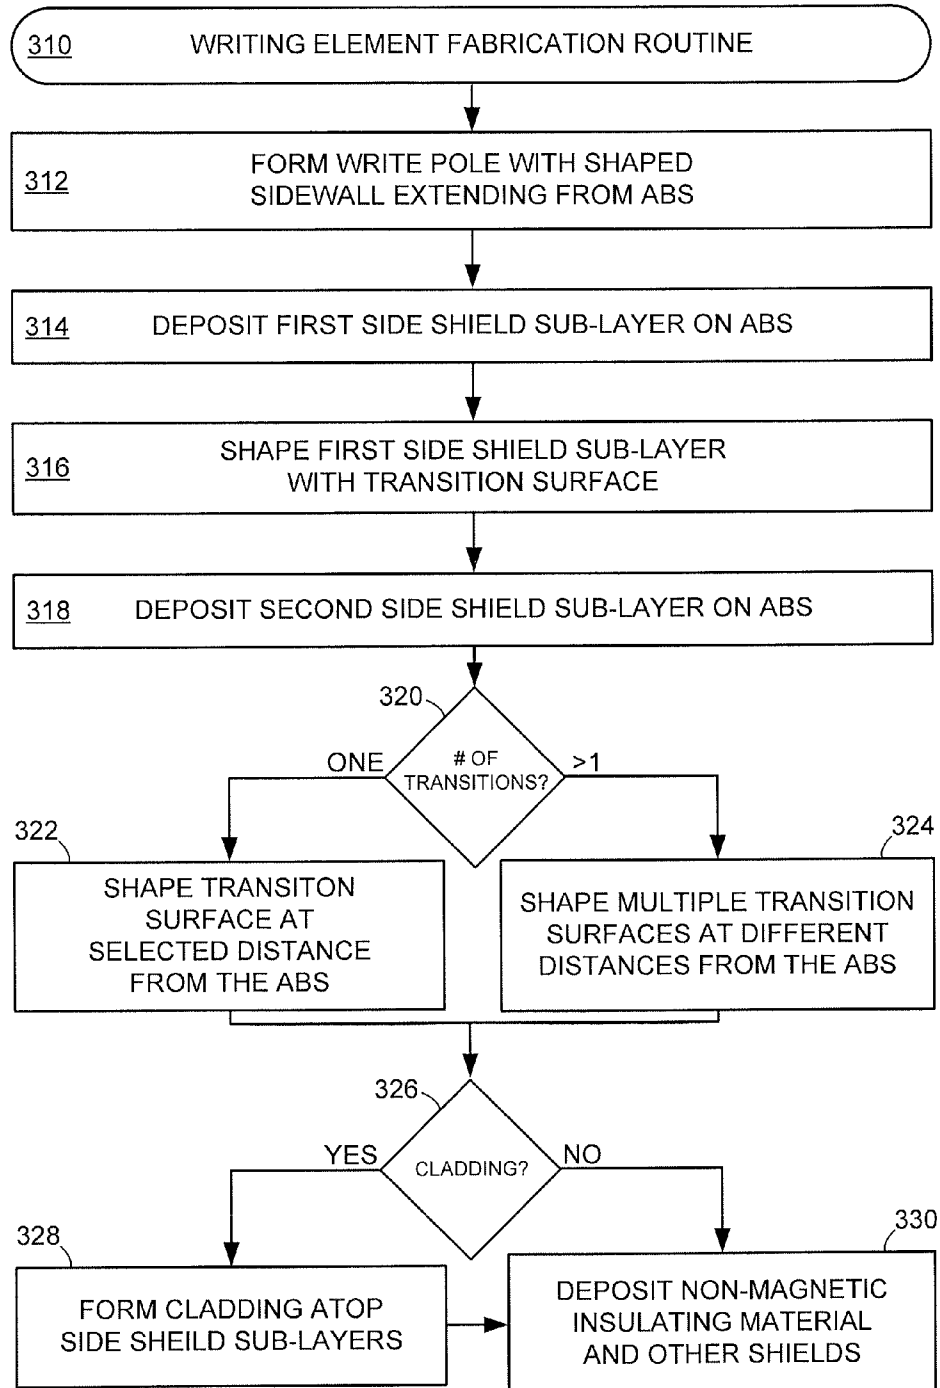 310 WRITING ELEMENT FABRICATION ROUTINE
312
FORM WRITE POLE WITH SHAPED
SIDEWALL EXTENDING FROM ABS
314 DEPOSIT FIRST SIDE SHIELD SUB-LAYER ON ABS
316
SHAPE FIRST SIDE SHIELD SUB-LAYER
WITH TRANSITION SURFACE
318 DEPOSIT SECOND SIDE SHIELD SUB-LAYER ON ABS
320
# OF
TRANSITIONS?
ONE
>1
322
SHAPE TRANSITON
SURFACE AT
SELECTED DISTANCE
FROM THE ABS
324
SHAPE MULTIPLE TRANSITION
SURFACES AT DIFFERENT
DISTANCES FROM THE ABS
326
CLADDING?
YES
NO
328
FORM CLADDING ATOP
SIDE SHEILD SUB-LAYERS
330
DEPOSIT NON-MAGNETIC
INSULATING MATERIAL
AND OTHER SHIELDS